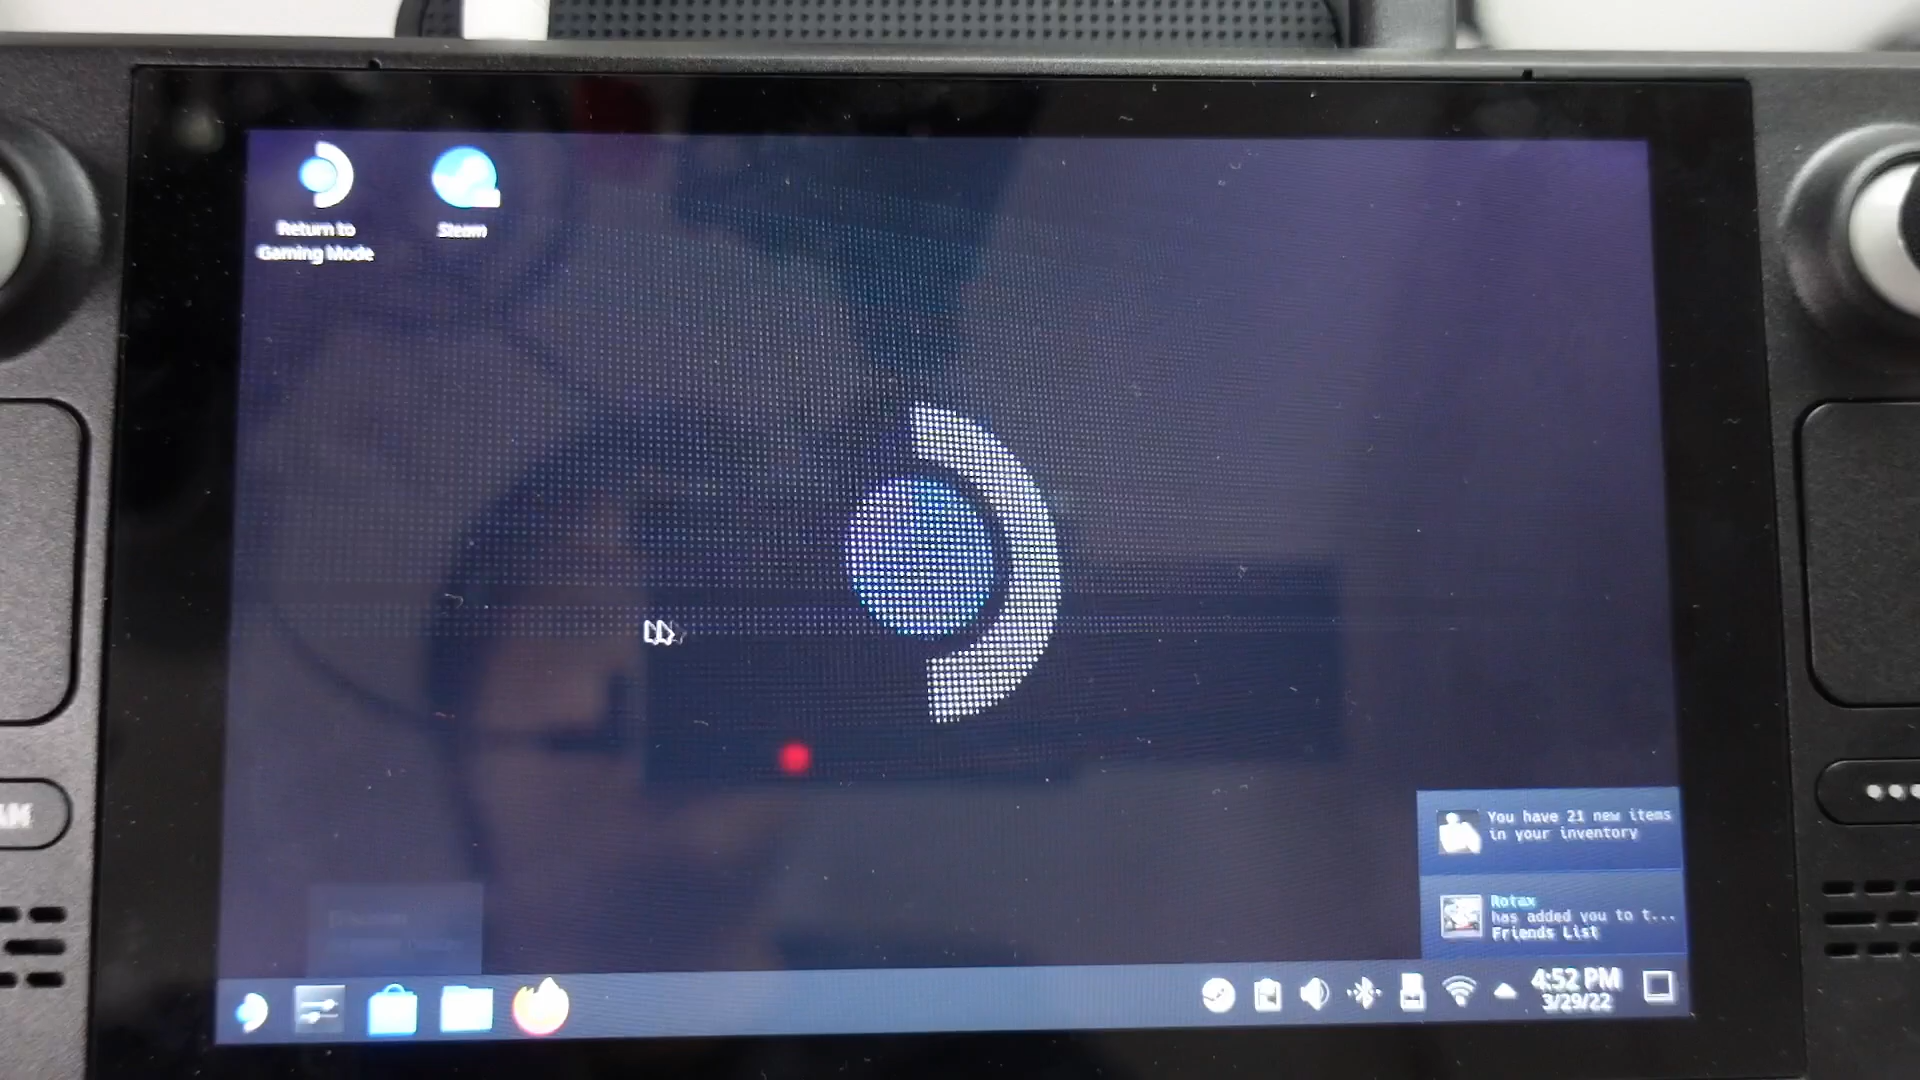 Return to
Gaming Mode
Steam
AM
You have 21 new items
in your inventory
Rotax
has added you to t...
Friends List
4:52 PM
3/29/22